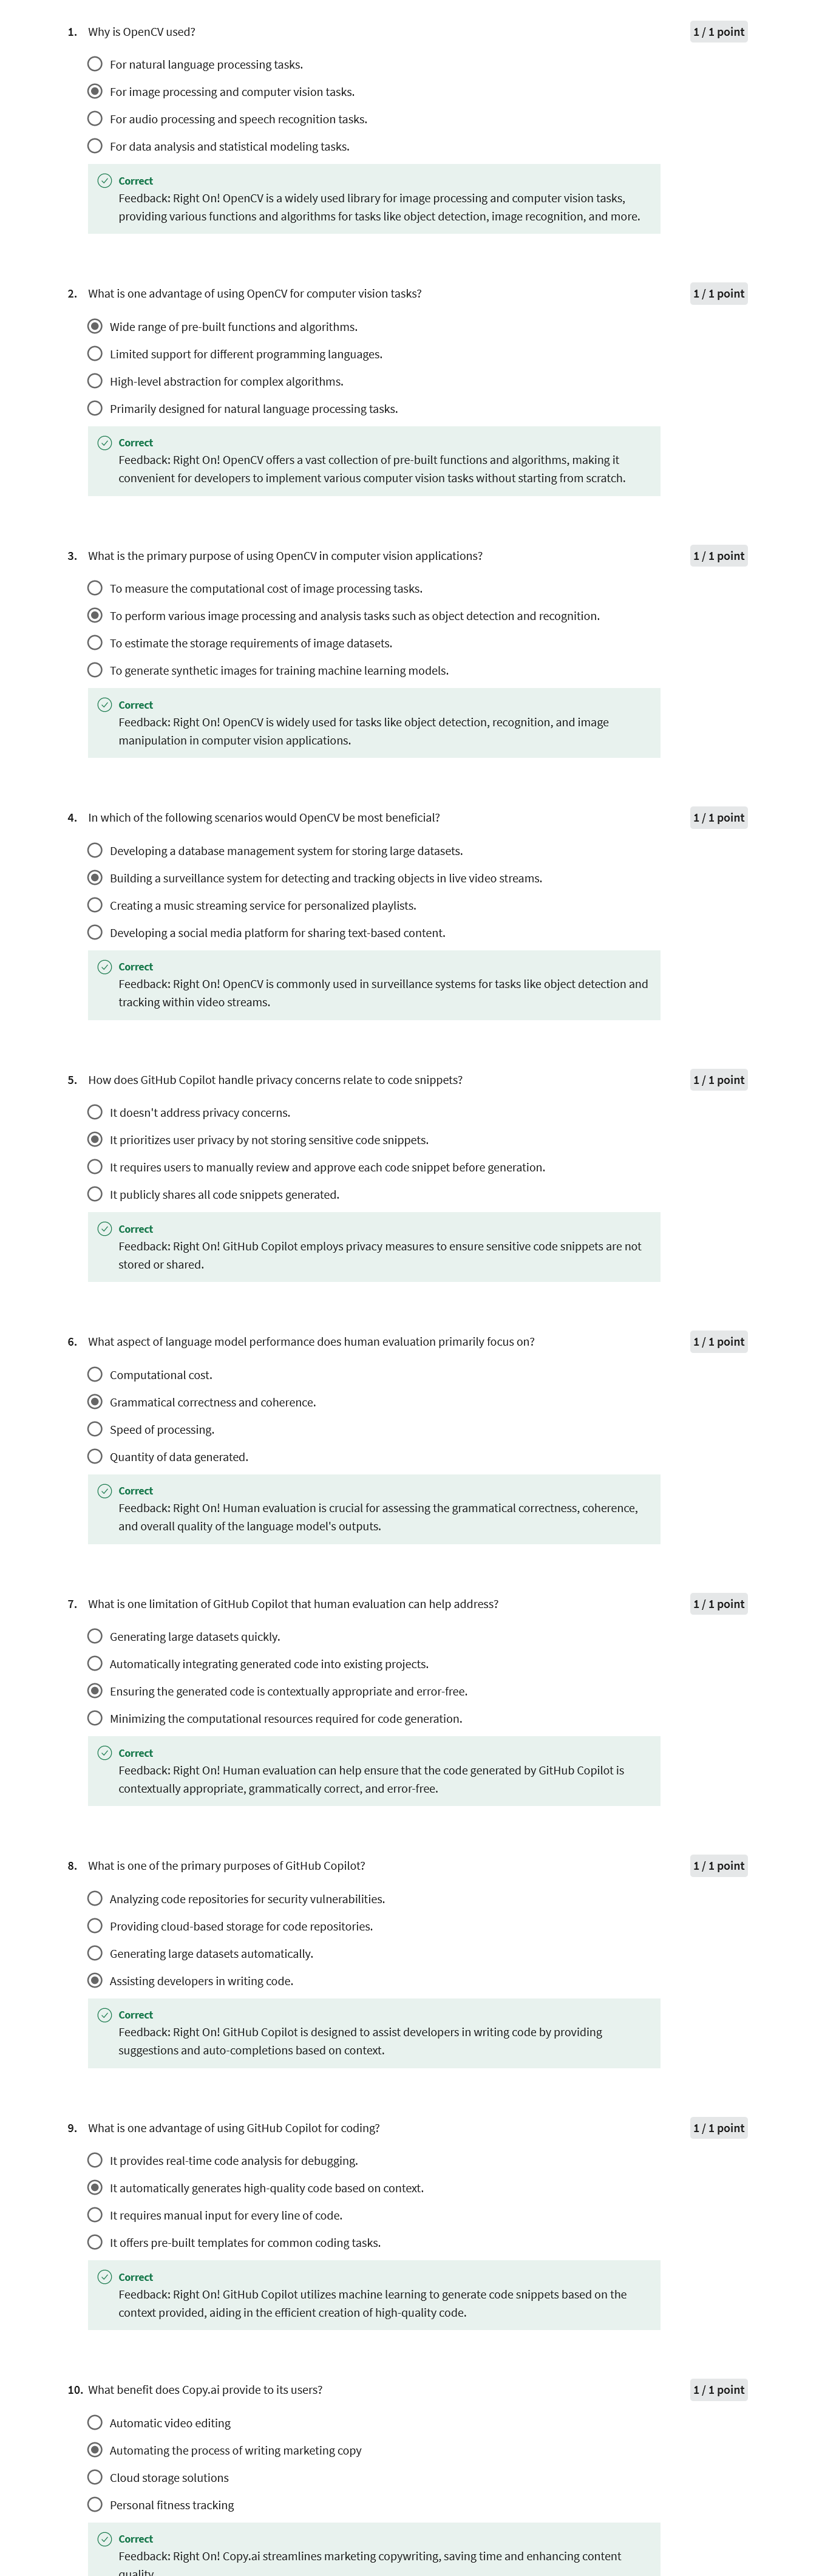 1. Why is OpenCV used? 1 / 1 point
For natural language processing tasks.
For image processing and computer vision tasks.
For audio processing and speech recognition tasks.
For data analysis and statistical modeling tasks.
Correct
Feedback: Right On! OpenCV is a widely used library for image processing and computer vision tasks,
providing various functions and algorithms for tasks like object detection, image recognition, and more.
2. What is one advantage of using OpenCV for computer vision tasks? 1 / 1 point
Wide range of pre-built functions and algorithms.
Limited support for different programming languages.
High-level abstraction for complex algorithms.
Primarily designed for natural language processing tasks.
Correct
Feedback: Right On! OpenCV offers a vast collection of pre-built functions and algorithms, making it
convenient for developers to implement various computer vision tasks without starting from scratch.
3. What is the primary purpose of using OpenCV in computer vision applications? 1 / 1 point
To measure the computational cost of image processing tasks.
To perform various image processing and analysis tasks such as object detection and recognition.
To estimate the storage requirements of image datasets.
To generate synthetic images for training machine learning models.
Correct
Feedback: Right On! OpenCV is widely used for tasks like object detection, recognition, and image
manipulation in computer vision applications.
4. In which of the following scenarios would OpenCV be most beneficial? 1 / 1 point
Developing a database management system for storing large datasets.
Building a surveillance system for detecting and tracking objects in live video streams.
Creating a music streaming service for personalized playlists.
Developing a social media platform for sharing text-based content.
Correct
Feedback: Right On! OpenCV is commonly used in surveillance systems for tasks like object detection and
tracking within video streams.
5. How does GitHub Copilot handle privacy concerns relate to code snippets? 1 / 1 point
It doesn't address privacy concerns.
It prioritizes user privacy by not storing sensitive code snippets.
It requires users to manually review and approve each code snippet before generation.
It publicly shares all code snippets generated.
Correct
Feedback: Right On! GitHub Copilot employs privacy measures to ensure sensitive code snippets are not
stored or shared.
6. What aspect of language model performance does human evaluation primarily focus on? 1 / 1 point
Computational cost.
Grammatical correctness and coherence.
Speed of processing.
Quantity of data generated.
Correct
Feedback: Right On! Human evaluation is crucial for assessing the grammatical correctness, coherence,
and overall quality of the language model's outputs.
7. What is one limitation of GitHub Copilot that human evaluation can help address? 1 / 1 point
Generating large datasets quickly.
Automatically integrating generated code into existing projects.
Ensuring the generated code is contextually appropriate and error-free.
Minimizing the computational resources required for code generation.
Correct
Feedback: Right On! Human evaluation can help ensure that the code generated by GitHub Copilot is
contextually appropriate, grammatically correct, and error-free.
8. What is one of the primary purposes of GitHub Copilot? 1 / 1 point
Analyzing code repositories for security vulnerabilities.
Providing cloud-based storage for code repositories.
Generating large datasets automatically.
Assisting developers in writing code.
Correct
Feedback: Right On! GitHub Copilot is designed to assist developers in writing code by providing
suggestions and auto-completions based on context.
9. What is one advantage of using GitHub Copilot for coding? 1 / 1 point
It provides real-time code analysis for debugging.
It automatically generates high-quality code based on context.
It requires manual input for every line of code.
It offers pre-built templates for common coding tasks.
Correct
Feedback: Right On! GitHub Copilot utilizes machine learning to generate code snippets based on the
context provided, aiding in the efficient creation of high-quality code.
10. What benefit does Copy.ai provide to its users? 1 / 1 point
Automatic video editing
Automating the process of writing marketing copy
Cloud storage solutions
Personal fitness tracking
Correct
Feedback: Right On! Copy.ai streamlines marketing copywriting, saving time and enhancing content
quality.